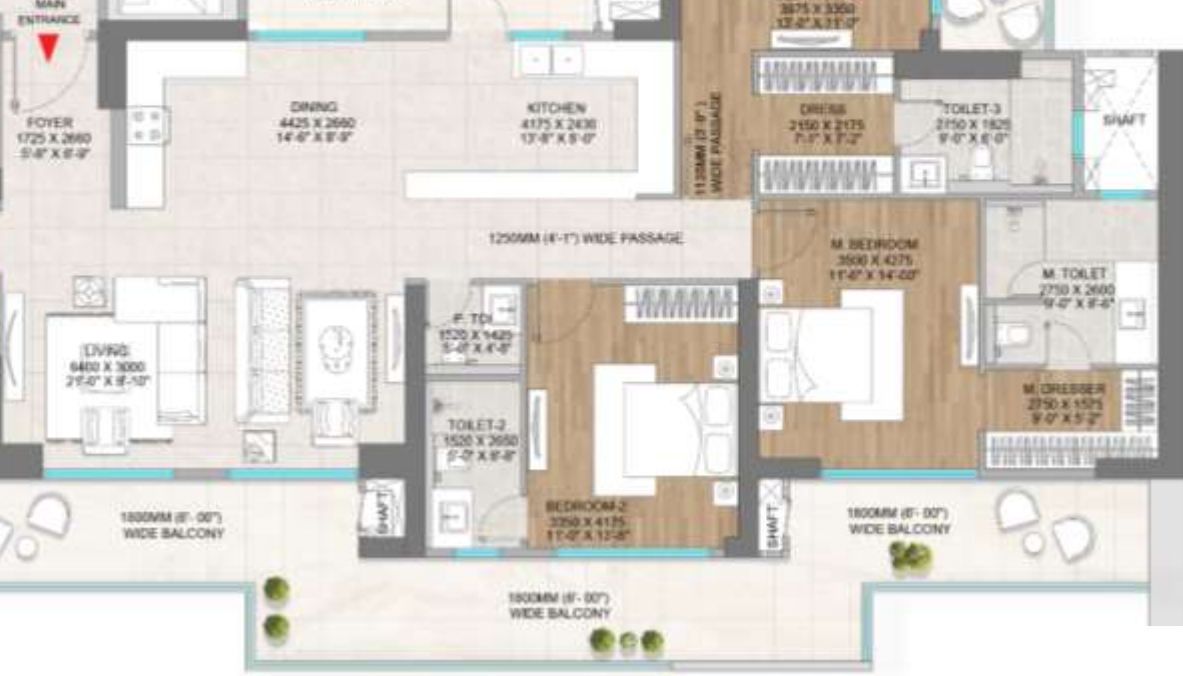 MAIN
ENTRANCE
X 3350
13'-0" X 11'-0"
FOYER
1725 X 2660
5'-8" X 8'-9"
DINING
4425 X 2660
14'-6" X 8'-9"
KITCHEN
4175 X 2430
13'-8" X 8'-0"
WIDE PASSAGE
DRESS
2150 X 2175
7'-1" X 7'-2"
TOILET-3
2750 X 1825
9'-0" X 6'-0"
SHAFT
1250MM (4'-1") WIDE PASSAGE
M. BEDROOM
3500 X 4275
11'-6" X 14'-00"
M. TOILET
2750 X 2600
9'-0" X 8'-6"
P. TOI
1520 X 1425
5'-0" X 4'-8"
LIVING
6400 X 3000
21'-0" X 9'-10"
M. DRESSER
2750 X 1575
9'-0" X 5'-2"
TOILET-2
1520 X 2650
5'-0" X 8'-8"
BEDROOM-2
3350 X 4175
11'-0" X 13'-8"
SHAFT
SHAFT
1800MM (6'- 00")
WIDE BALCONY
1800MM (6'- 00")
WIDE BALCONY
1800MM (6'- 00")
WIDE BALCONY